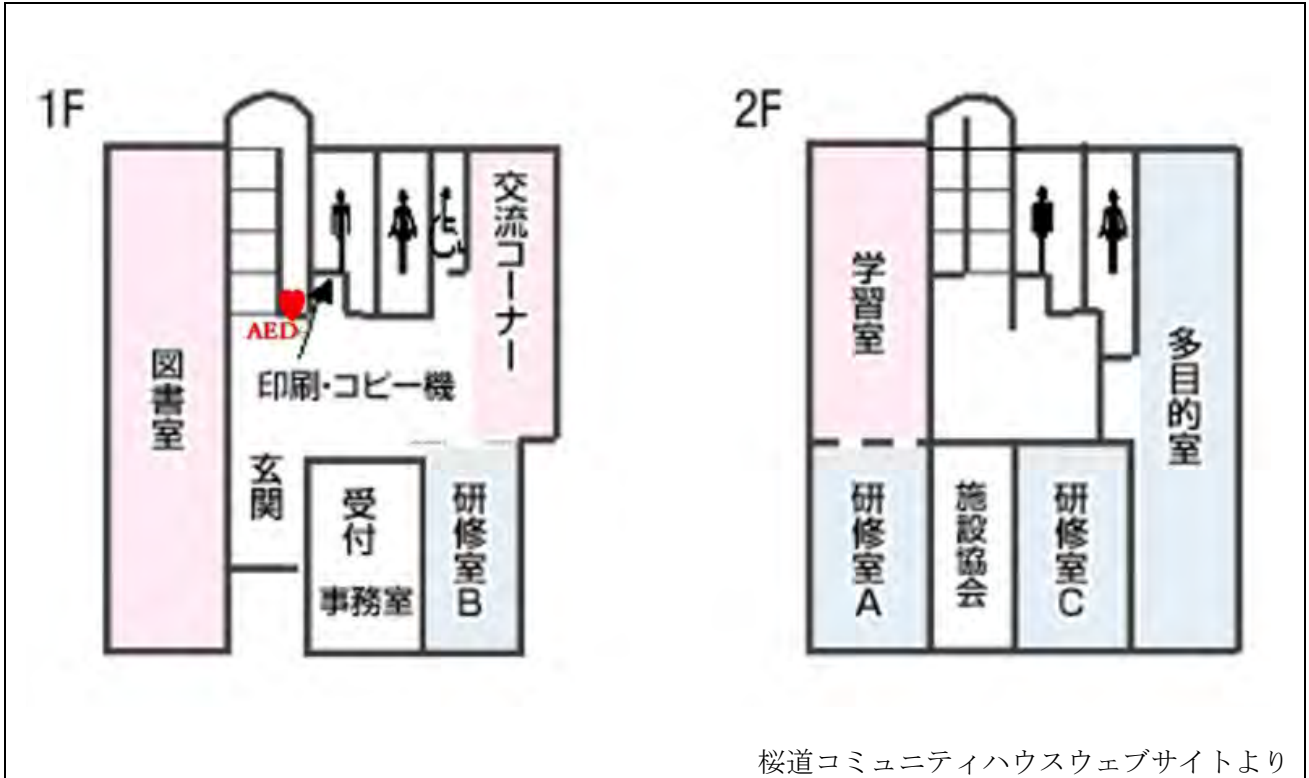 1F
図書室
AED
印刷・コピー機
交流コーナー
玄関
受付
事務室
研修室B
2F
学習室
多目的室
研修室A
施設協会
研修室C
桜道コミュニティハウスウェブサイトより